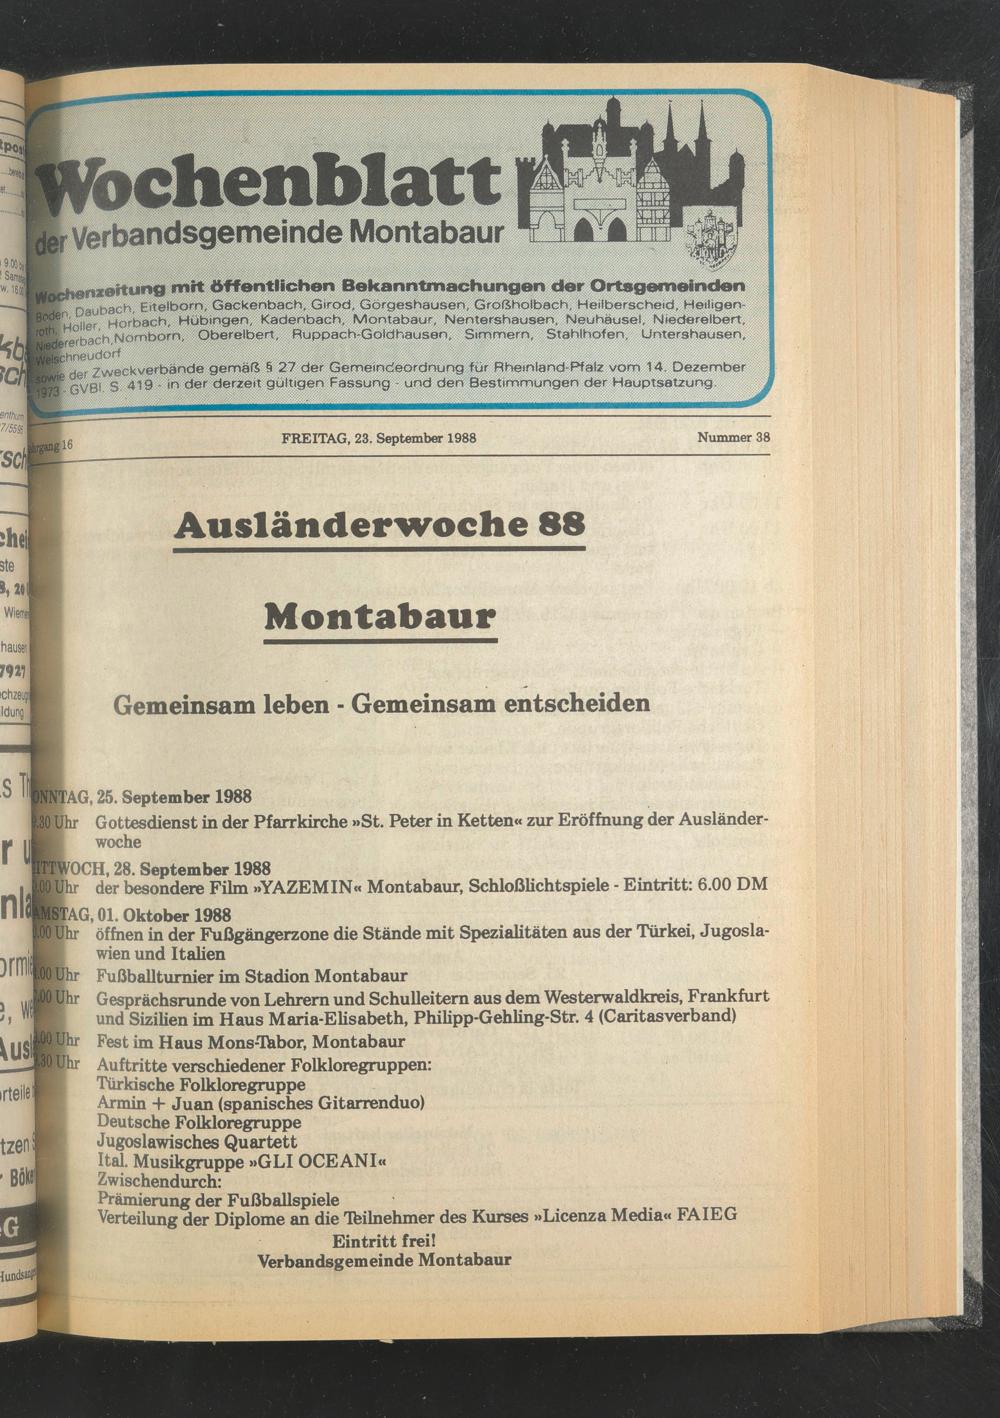 Wochenblatt
der Verbandsgemeinde Montabaur
Wochenzeitung mit öffentlichen Bekanntmachungen der Ortsgemeinden
Boden, Daubach, Eitelborn, Gackenbach, Girod, Görgeshausen, Großholbach, Heilberscheid, Heiligen-
roth, Holler, Horbach, Hübingen, Kadenbach, Montabaur, Nentershausen, Neuhäusel, Niederelbert,
Niedererbach, Nomborn, Oberelbert, Ruppach-Goldhausen, Simmern, Stahlhofen, Untershausen,
Welschneudorf
sowie der Zweckverbände gemäß § 27 der Gemeindeordnung für Rheinland-Pfalz vom 14. Dezember
1973 - GVBl. S. 419 - in der derzeit gültigen Fassung - und den Bestimmungen der Hauptsatzung.
hrgang 16 FREITAG, 23. September 1988 Nummer 38
Ausländerwoche 88
Montabaur
Gemeinsam leben - Gemeinsam entscheiden
ONNTAG, 25. September 1988
.30 Uhr Gottesdienst in der Pfarrkirche »St. Peter in Ketten« zur Eröffnung der Ausländer-
woche
ITTWOCH, 28. September 1988
.00 Uhr der besondere Film »YAZEMIN« Montabaur, Schloßlichtspiele - Eintritt: 6.00 DM
AMSTAG, 01. Oktober 1988
.00 Uhr öffnen in der Fußgängerzone die Stände mit Spezialitäten aus der Türkei, Jugosla-
wien und Italien
.00 Uhr Fußballturnier im Stadion Montabaur
.00 Uhr Gesprächsrunde von Lehrern und Schulleitern aus dem Westerwaldkreis, Frankfurt
und Sizilien im Haus Maria-Elisabeth, Philipp-Gehling-Str. 4 (Caritasverband)
.00 Uhr Fest im Haus Mons-Tabor, Montabaur
.30 Uhr Auftritte verschiedener Folkloregruppen:
Türkische Folkloregruppe
Armin + Juan (spanisches Gitarrenduo)
Deutsche Folkloregruppe
Jugoslawisches Quartett
Ital. Musikgruppe »GLI OCEANI«
Zwischendurch:
Prämierung der Fußballspiele
Verteilung der Diplome an die Teilnehmer des Kurses »Licenza Media« FAIEG
Eintritt frei!
Verbandsgemeinde Montabaur